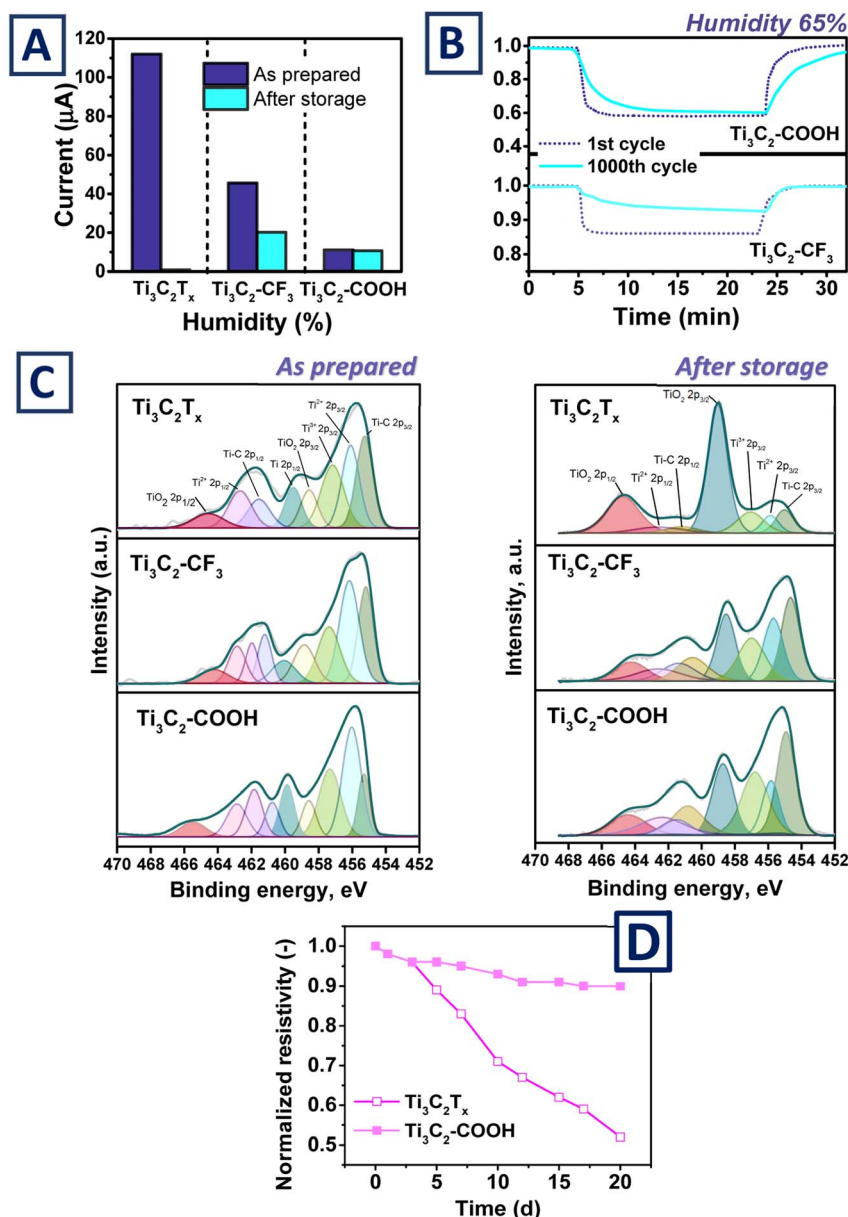 A
Current (μA)
120
100
80
60
40
20
0
As prepared
After storage
Ti₃C₂Tₓ
Ti₃C₂-CF₃
Ti₃C₂-COOH
Humidity (%)
B
Humidity 65%
1.0
0.8
0.6
0.4
Ti₃C₂-COOH
1st cycle
1000th cycle
1.0
0.9
0.8
Ti₃C₂-CF₃
0 5 10 15 20 25 30
Time (min)
C
As prepared
Intensity (a.u.)
Ti₃C₂Tₓ
TiO₂ 2p₁/₂
Ti²⁺ 2p₁/₂
Ti-C 2p₁/₂
Ti 2p₁/₂
TiO₂ 2p₃/₂
Ti³⁺ 2p₃/₂
Ti²⁺ 2p₃/₂
Ti-C 2p₃/₂
Ti₃C₂-CF₃
Ti₃C₂-COOH
470 468 466 464 462 460 458 456 454 452
Binding energy, eV
After storage
Intensity, a.u.
Ti₃C₂Tₓ
TiO₂ 2p₁/₂
Ti²⁺ 2p₁/₂
Ti-C 2p₁/₂
TiO₂ 2p₃/₂
Ti³⁺2p₃/₂
Ti²⁺ 2p₃/₂
Ti-C 2p₃/₂
Ti₃C₂-CF₃
Ti₃C₂-COOH
470 468 466 464 462 460 458 456 454 452
Binding energy, eV
D
Normalized resistivity (-)
1.0
0.9
0.8
0.7
0.6
0.5
Ti₃C₂Tₓ
Ti₃C₂-COOH
0 5 10 15 20
Time (d)